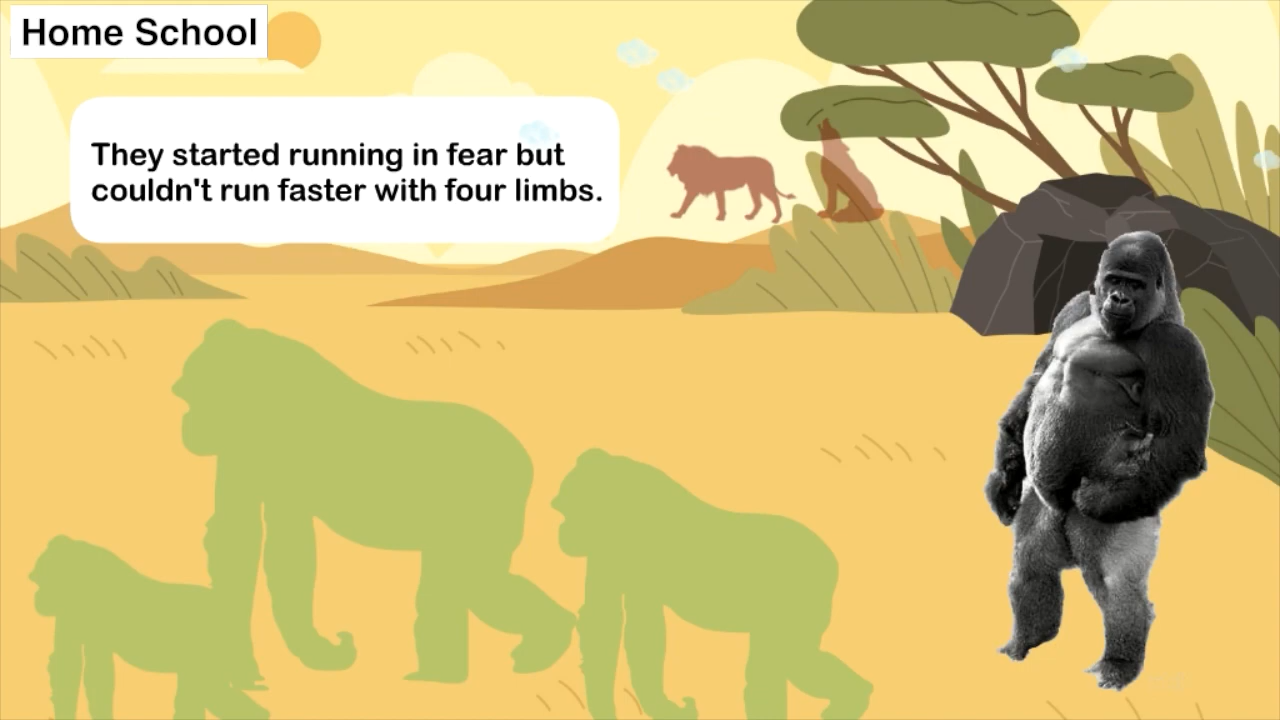 Home School
They started running in fear but
couldn't run faster with four limbs.